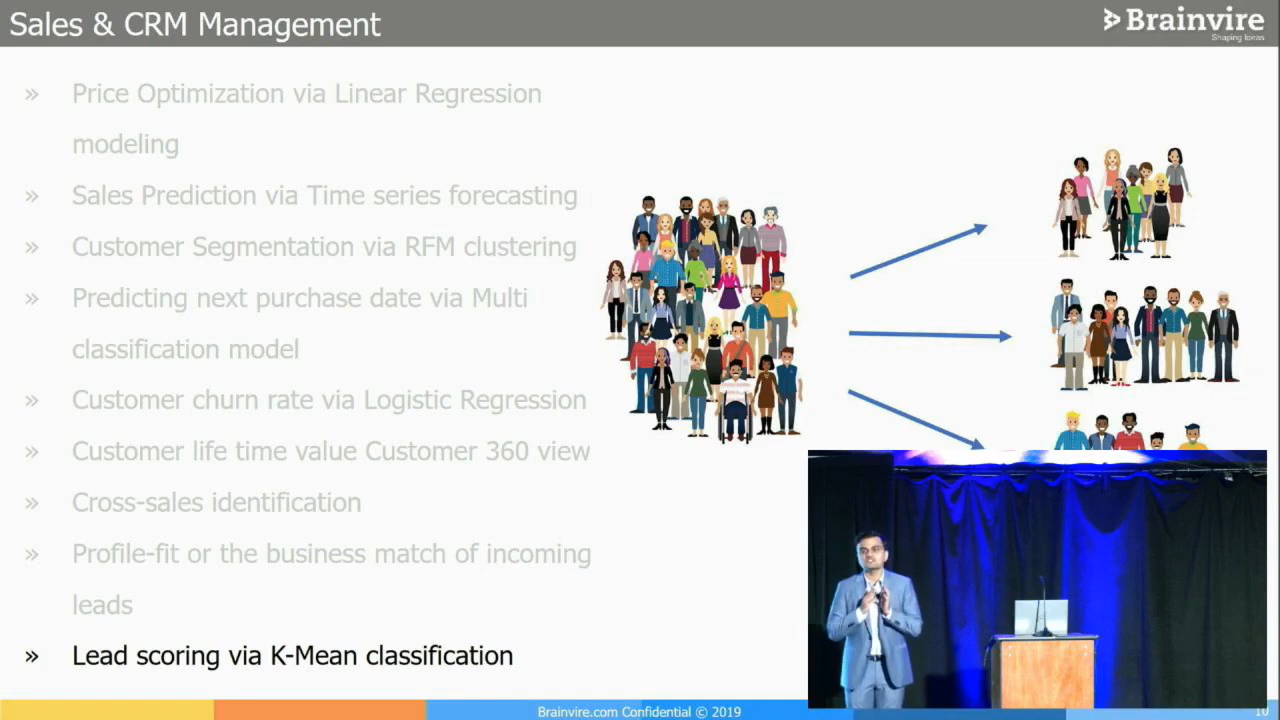 Sales & CRM Management
Brainvire
Shaping Ideas
» Price Optimization via Linear Regression
modeling
» Sales Prediction via Time series forecasting
» Customer Segmentation via RFM clustering
» Predicting next purchase date via Multi
classification model
» Customer churn rate via Logistic Regression
» Customer life time value Customer 360 view
» Cross-sales identification
» Profile-fit or the business match of incoming
leads
» Lead scoring via K-Mean classification
Brainvire.com Confidential © 2019
10